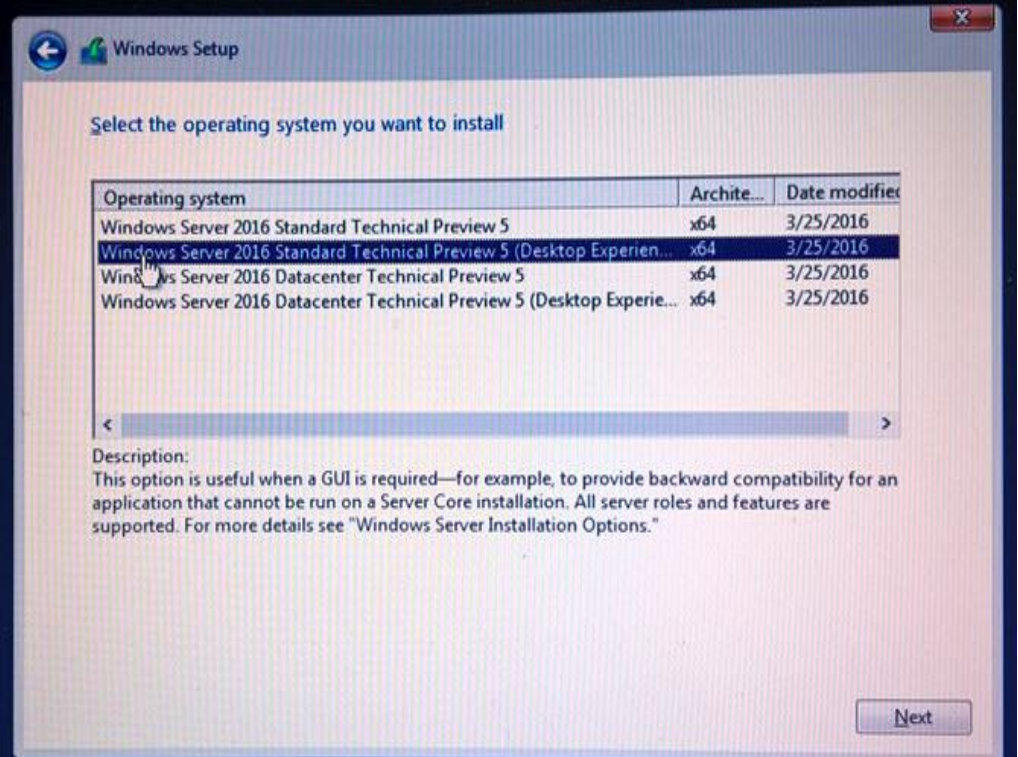 Windows Setup
Select the operating system you want to install
Operating system Archite... Date modified
Windows Server 2016 Standard Technical Preview 5 x64 3/25/2016
Windows Server 2016 Standard Technical Preview 5 (Desktop Experien... x64 3/25/2016
Windows Server 2016 Datacenter Technical Preview 5 x64 3/25/2016
Windows Server 2016 Datacenter Technical Preview 5 (Desktop Experie... x64 3/25/2016
Description:
This option is useful when a GUI is required—for example, to provide backward compatibility for an
application that cannot be run on a Server Core installation. All server roles and features are
supported. For more details see "Windows Server Installation Options."
Next